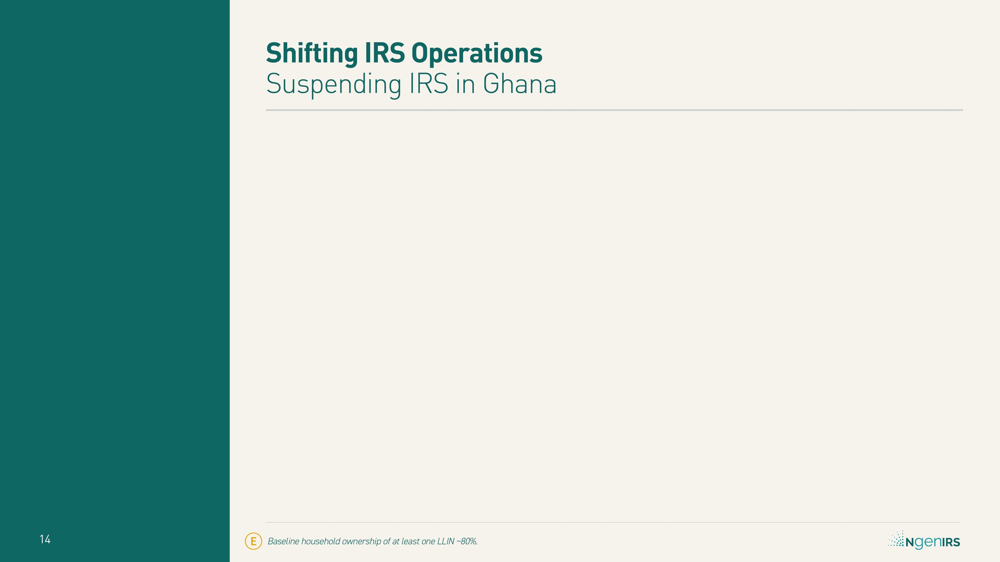 Shifting IRS Operations
Suspending IRS in Ghana
14
E
Baseline household ownership of at least one LLIN ~80%.
NgenIRS